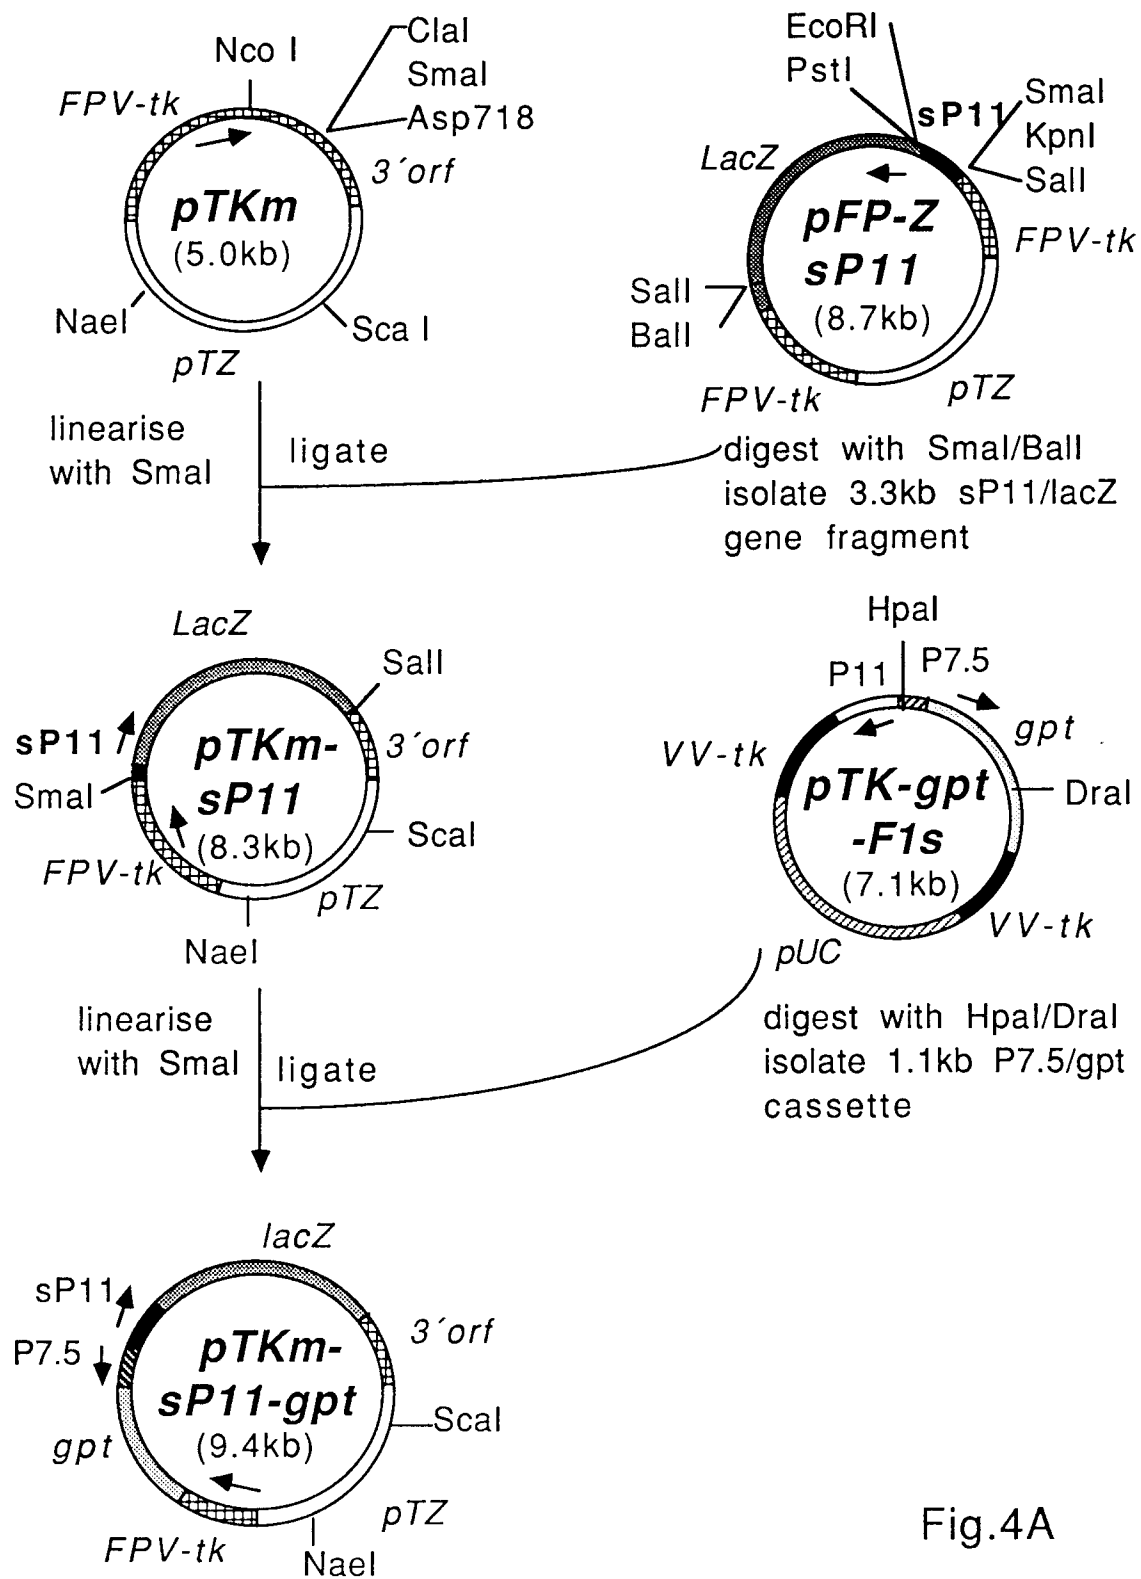 Nco I
FPV-tk
ClaI
SmaI
Asp718
3´orf
pTKm
(5.0kb)
NaeI
Sca I
pTZ
EcoRI
PstI
sP11
SmaI
KpnI
SalI
LacZ
FPV-tk
pFP-Z
sP11
(8.7kb)
SalI
BalI
FPV-tk
pTZ
linearise
with SmaI
ligate
digest with SmaI/BalI
isolate 3.3kb sP11/lacZ
gene fragment
LacZ
SalI
sP11
SmaI
3´orf
pTKm-
sP11
(8.3kb)
ScaI
FPV-tk
pTZ
NaeI
HpaI
P11
P7.5
gpt
VV-tk
DraI
pTK-gpt
-F1s
(7.1kb)
VV-tk
pUC
linearise
with SmaI
ligate
digest with HpaI/DraI
isolate 1.1kb P7.5/gpt
cassette
lacZ
sP11
P7.5
3´orf
pTKm-
sP11-gpt
(9.4kb)
ScaI
gpt
FPV-tk
pTZ
NaeI
Fig.4A